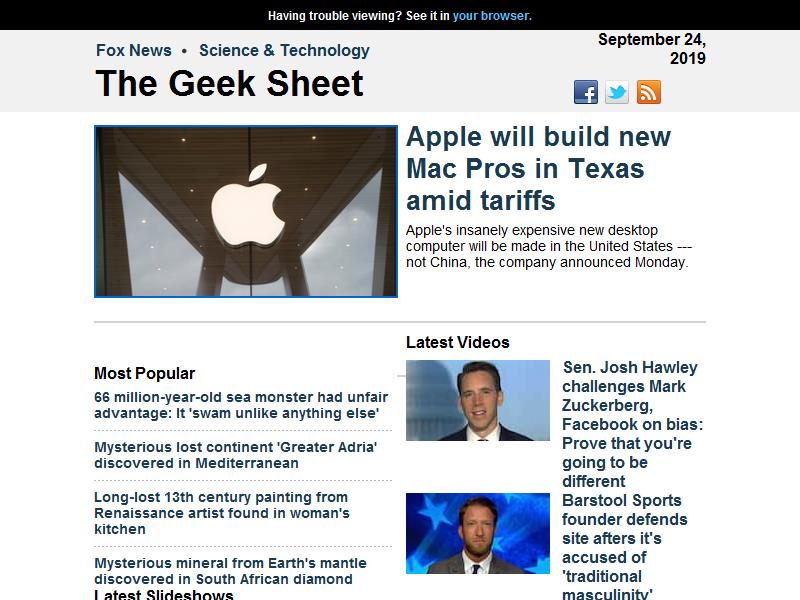 Having trouble viewing? See it in your browser.
Fox News • Science & Technology
The Geek Sheet
September 24,
2019
Apple will build new
Mac Pros in Texas
amid tariffs
Apple's insanely expensive new desktop
computer will be made in the United States ---
not China, the company announced Monday.
Most Popular
66 million-year-old sea monster had unfair
advantage: It 'swam unlike anything else'
Mysterious lost continent 'Greater Adria'
discovered in Mediterranean
Long-lost 13th century painting from
Renaissance artist found in woman's
kitchen
Mysterious mineral from Earth's mantle
discovered in South African diamond
Latest Slideshows
Latest Videos
Sen. Josh Hawley
challenges Mark
Zuckerberg,
Facebook on bias:
Prove that you're
going to be
different
Barstool Sports
founder defends
site afters it's
accused of
'traditional
masculinity'